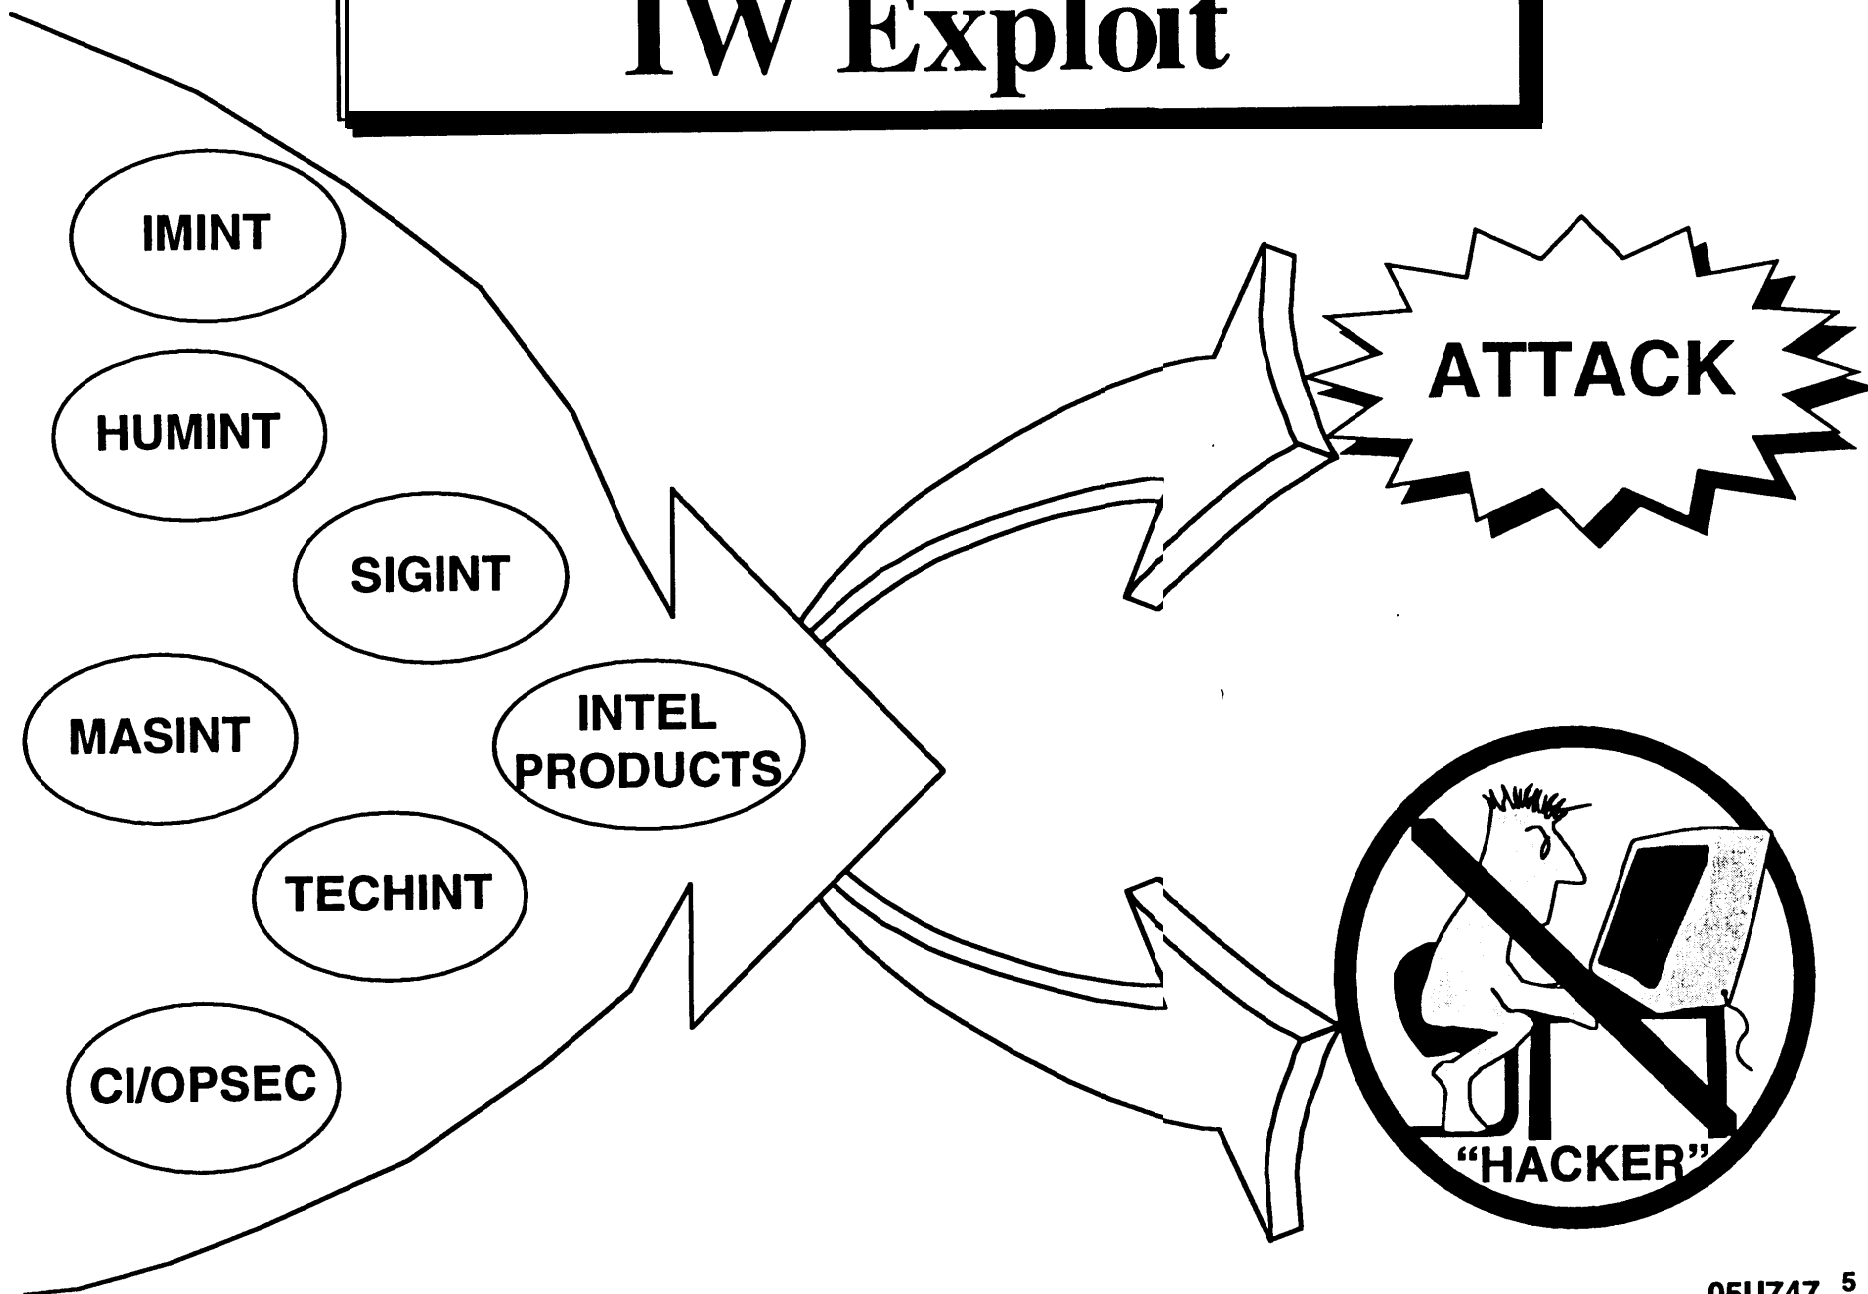 IW Exploit
IMINT
HUMINT
SIGINT
MASINT
INTEL
PRODUCTS
TECHINT
CI/OPSEC
ATTACK
“HACKER”
5